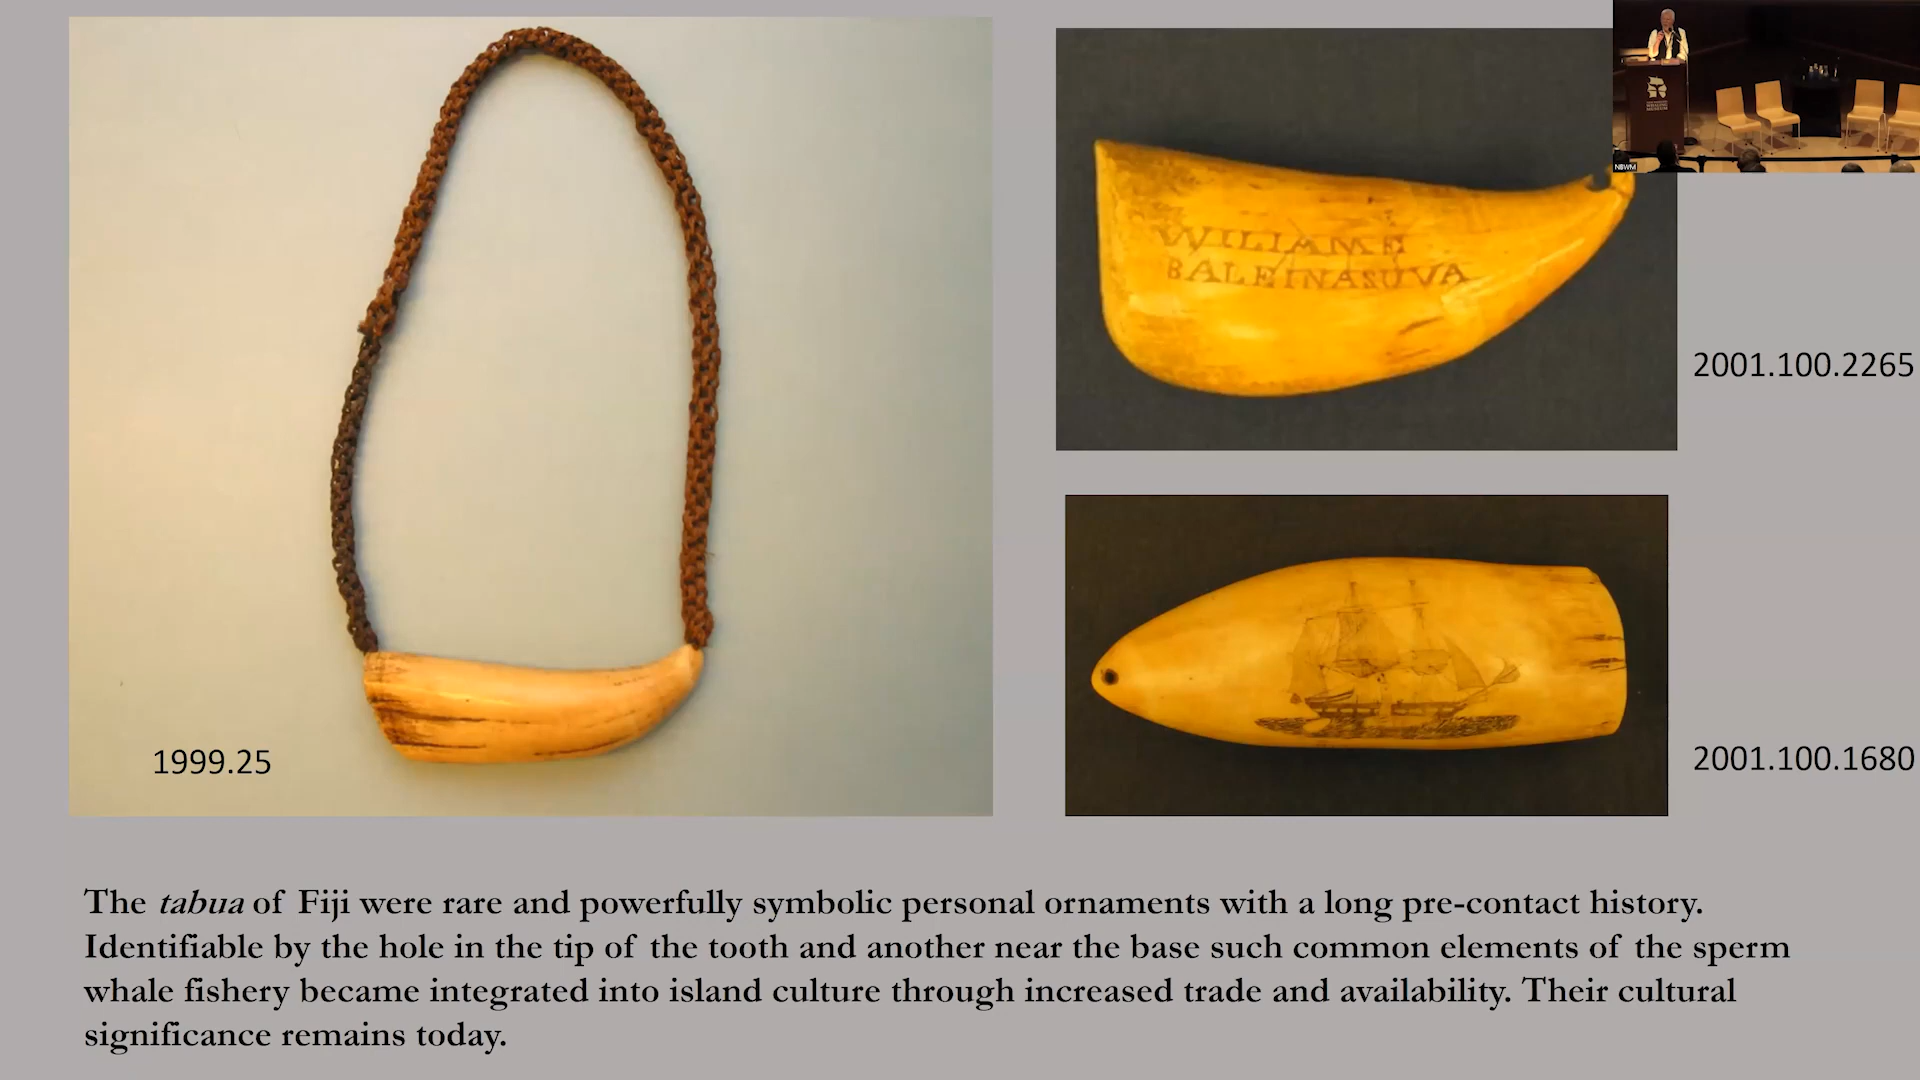 WILIAME
BALEINASUVA
2001.100.2265
1999.25
2001.100.1680
The tabua of Fiji were rare and powerfully symbolic personal ornaments with a long pre-contact history.
Identifiable by the hole in the tip of the tooth and another near the base such common elements of the sperm
whale fishery became integrated into island culture through increased trade and availability. Their cultural
significance remains today.
NBWM